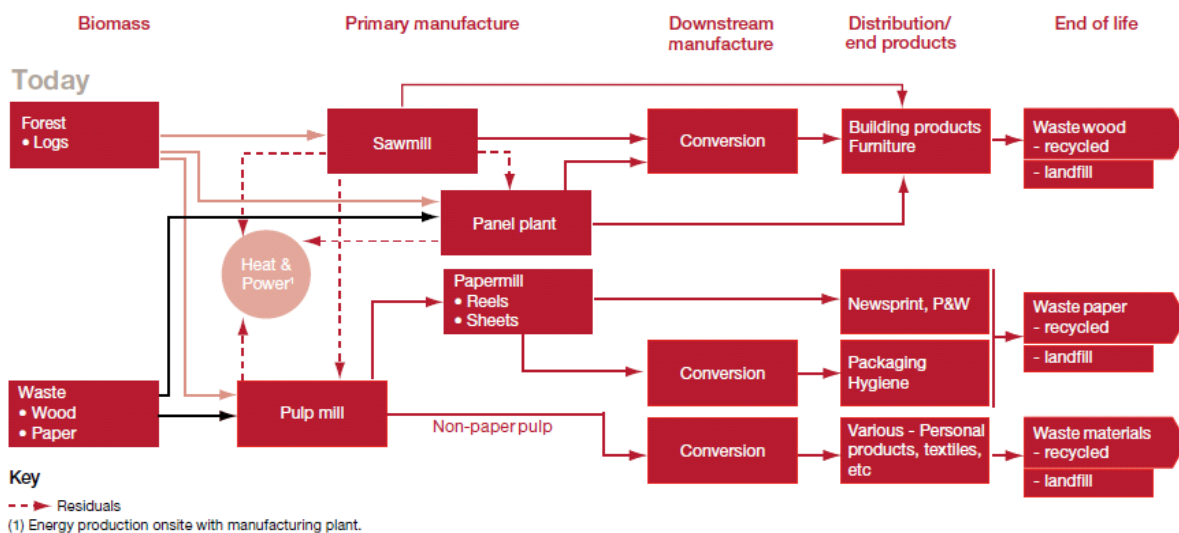 Biomass
Primary manufacture
Downstream
manufacture
Distribution/
end products
End of life
Today
Forest
• Logs
Sawmill
Conversion
Building products
Furniture
Waste wood
- recycled
- landfill
Panel plant
Heat &
Power¹
Papermill
• Reels
• Sheets
Newsprint, P&W
Waste paper
- recycled
- landfill
Conversion
Packaging
Hygiene
Waste
• Wood
• Paper
Pulp mill
Non-paper pulp
Conversion
Various - Personal
products, textiles,
etc
Waste materials
- recycled
- landfill
Key
Residuals
(1) Energy production onsite with manufacturing plant.